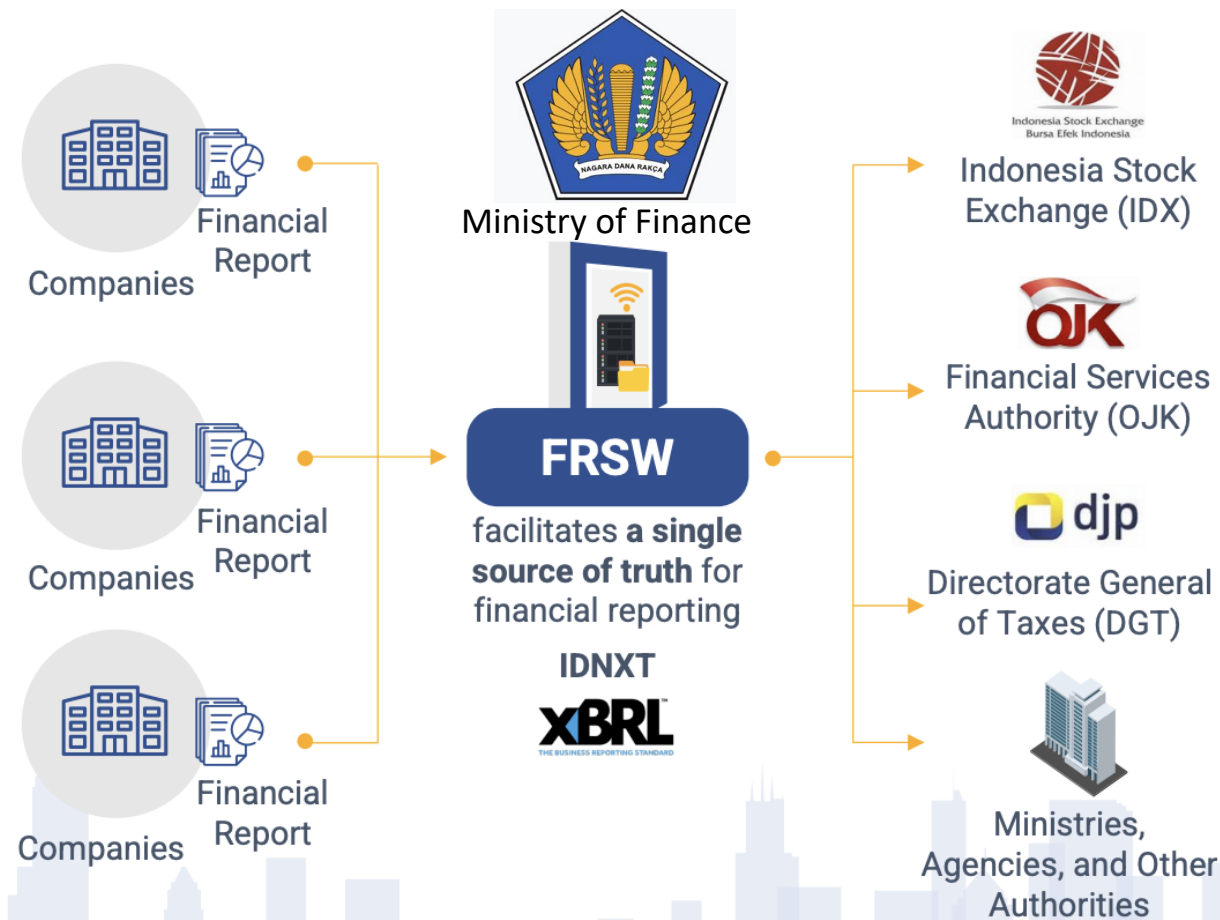 NAGARA DANA RAKÇA
Ministry of Finance
Companies
Financial
Report
Companies
Financial
Report
Companies
Financial
Report
FRSW
facilitates a single
source of truth for
financial reporting
IDNXT
XBRL™
THE BUSINESS REPORTING STANDARD
Indonesia Stock Exchange
Bursa Efek Indonesia
Indonesia Stock
Exchange (IDX)
OJK
Financial Services
Authority (OJK)
djp
Directorate General
of Taxes (DGT)
Ministries,
Agencies, and Other
Authorities